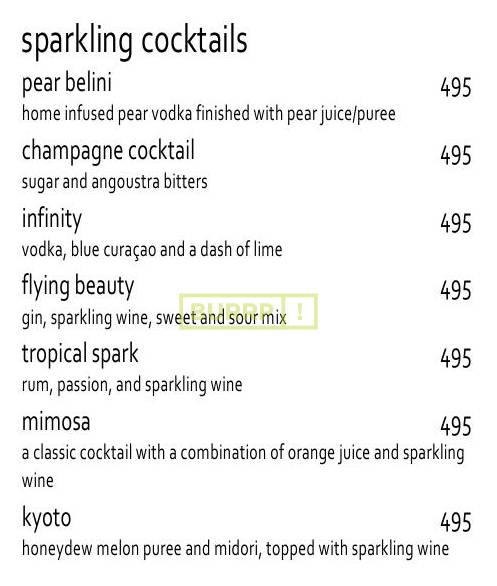 sparkling cocktails
pear belini 495
home infused pear vodka finished with pear juice/puree
champagne cocktail 495
sugar and angoustra bitters
infinity 495
vodka, blue curaçao and a dash of lime
flying beauty 495
BURRP!
gin, sparkling wine, sweet and sour mix
tropical spark 495
rum, passion, and sparkling wine
mimosa 495
a classic cocktail with a combination of orange juice and sparkling
wine
kyoto 495
honeydew melon puree and midori, topped with sparkling wine